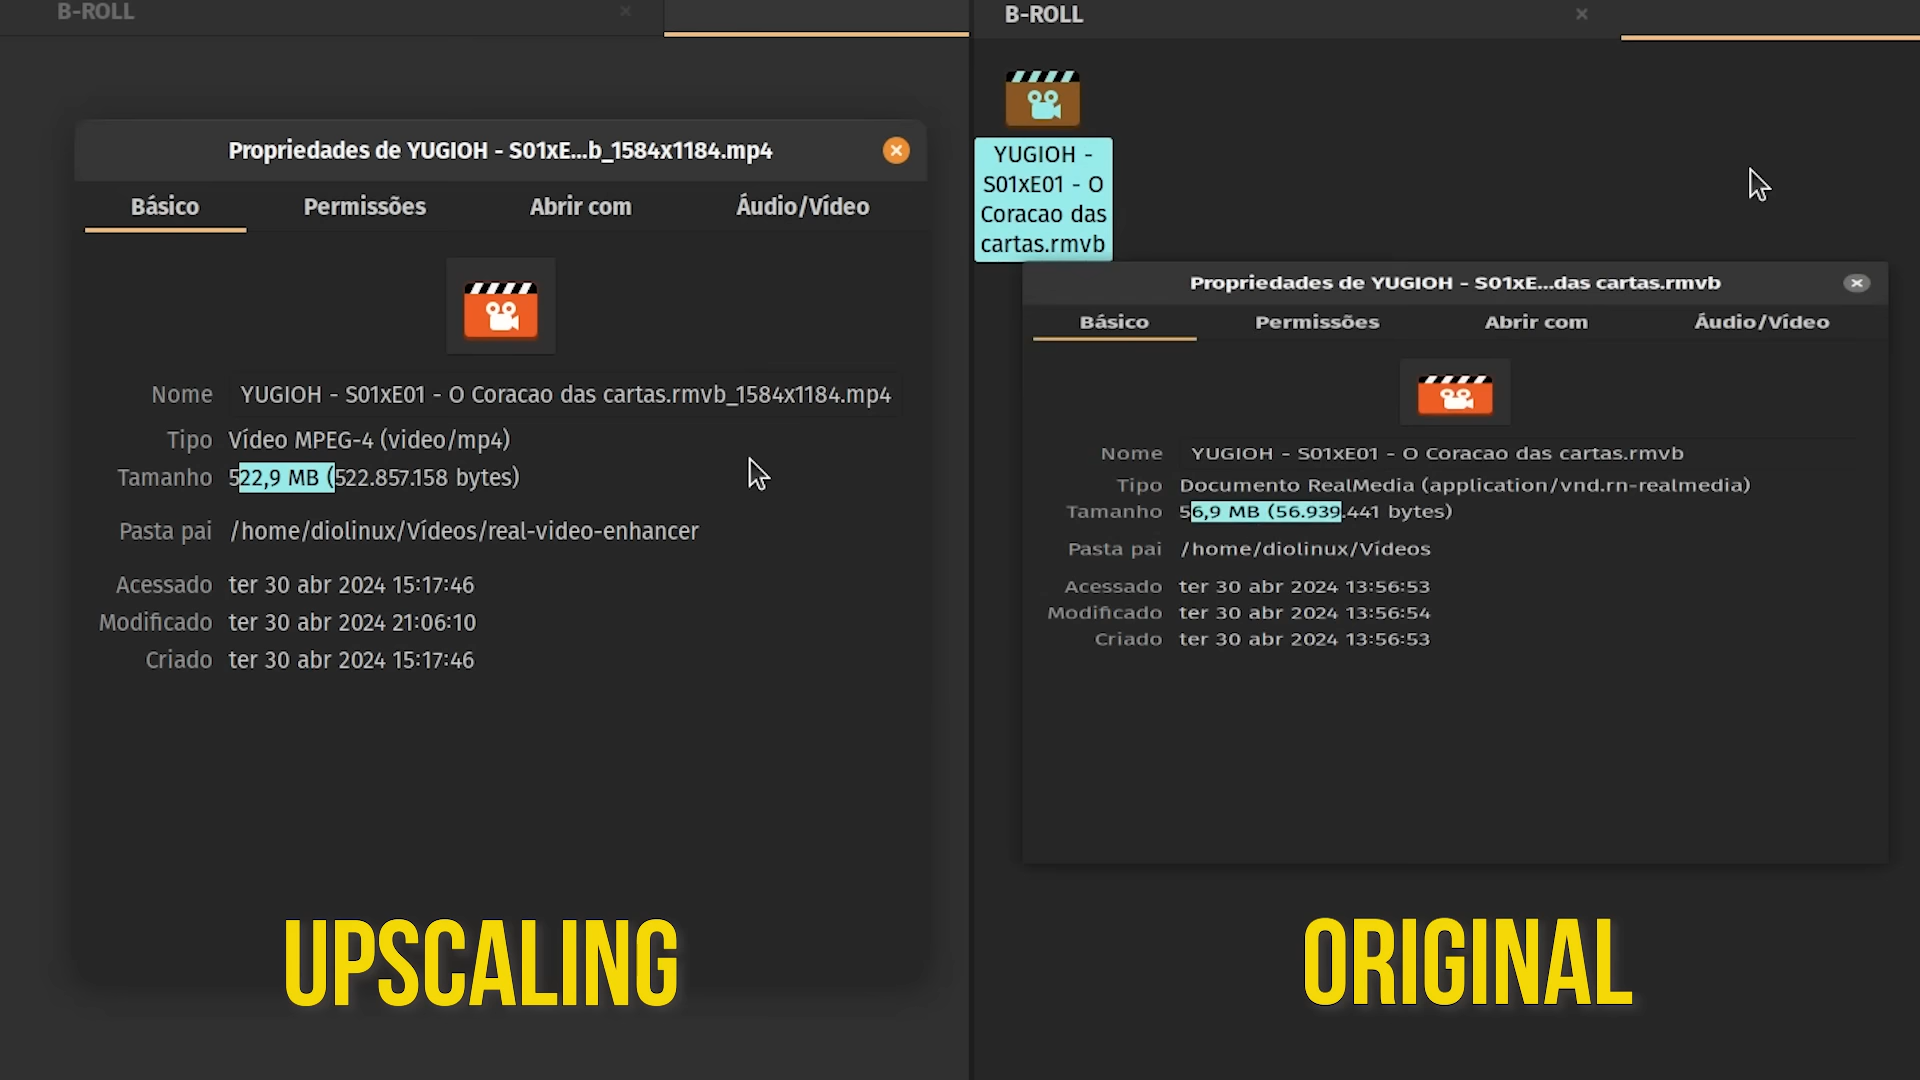 B-ROLL
Propriedades de YUGIOH - S01xE...b_1584x1184.mp4
Básico
Permissões
Abrir com
Áudio/Vídeo
Nome YUGIOH - S01xE01 - O Coracao das cartas.rmvb_1584x1184.mp4
Tipo Vídeo MPEG-4 (video/mp4)
Tamanho 522,9 MB (522.857.158 bytes)
Pasta pai /home/diolinux/Vídeos/real-video-enhancer
Acessado ter 30 abr 2024 15:17:46
Modificado ter 30 abr 2024 21:06:10
Criado ter 30 abr 2024 15:17:46
UPSCALING
B-ROLL
YUGIOH -
S01xE01 - O
Coracao das
cartas.rmvb
Propriedades de YUGIOH - S01xE...das cartas.rmvb
Básico
Permissões
Abrir com
Áudio/Vídeo
Nome YUGIOH - S01xE01 - O Coracao das cartas.rmvb
Tipo Documento RealMedia (application/vnd.rn-realmedia)
Tamanho 56,9 MB (56.939.441 bytes)
Pasta pai /home/diolinux/Vídeos
Acessado ter 30 abr 2024 13:56:53
Modificado ter 30 abr 2024 13:56:54
Criado ter 30 abr 2024 13:56:53
ORIGINAL